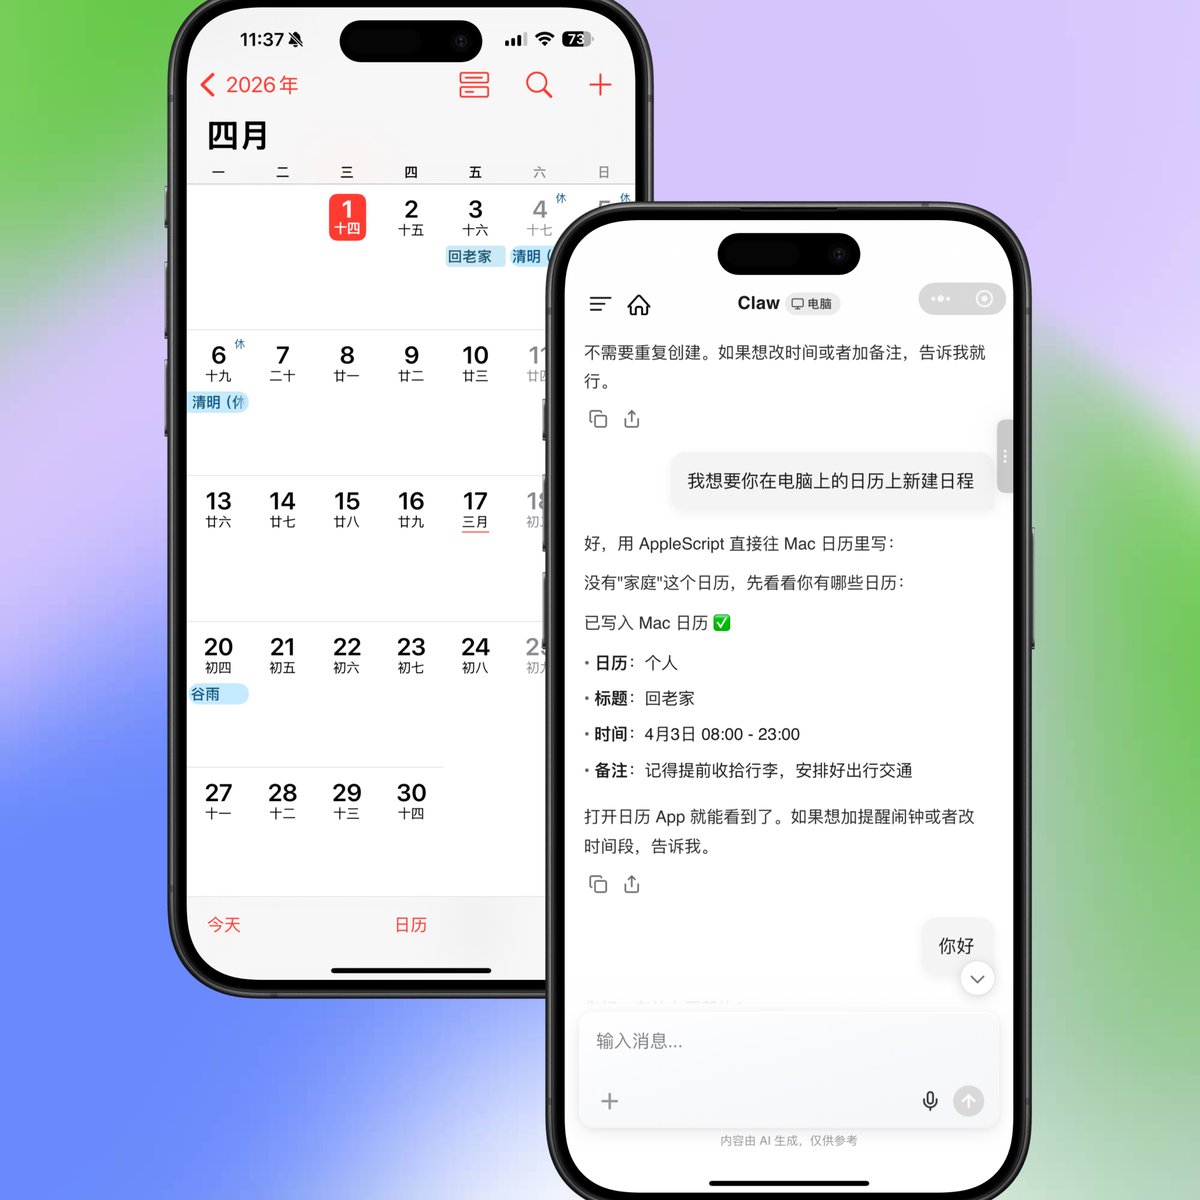 11:37
73
2026年
四月
一 二 三 四 五 六 日
1 2 3 4 休 休
十四 十五 十六 十七
回老家 清明
6 休 7 8 9 10
十九 二十 廿一 廿二 廿三
清明 (休
13 14 15 16 17
廿六 廿七 廿八 廿九 三月
20 21 22 23 24
初四 初五 初六 初七 初八
谷雨
27 28 29 30
十一 十二 十三 十四
今天 日历
Claw 电脑
不需要重复创建。如果想改时间或者加备注，告诉我就
行。
我想要你在电脑上的日历上新建日程
好，用 AppleScript 直接往 Mac 日历里写：
没有"家庭"这个日历，先看看你有哪些日历：
已写入 Mac 日历 ✅
• 日历：个人
• 标题：回老家
• 时间：4月3日 08:00 - 23:00
• 备注：记得提前收拾行李，安排好出行交通
打开日历 App 就能看到了。如果想加提醒闹钟或者改
时间段，告诉我。
你好
输入消息...
内容由 AI 生成，仅供参考